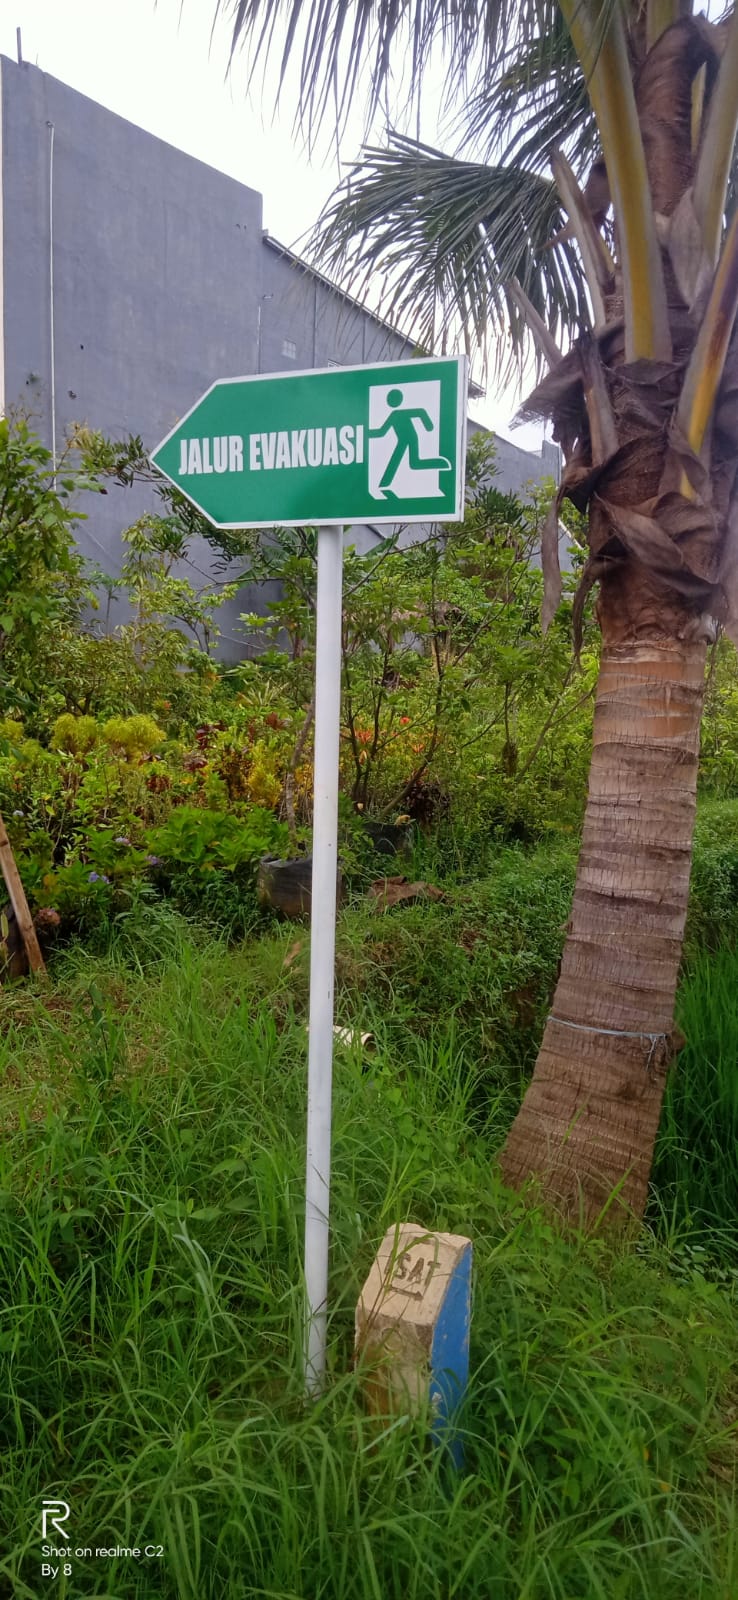 JALUR EVAKUASI
SAT
R
Shot on realme C2
By 8